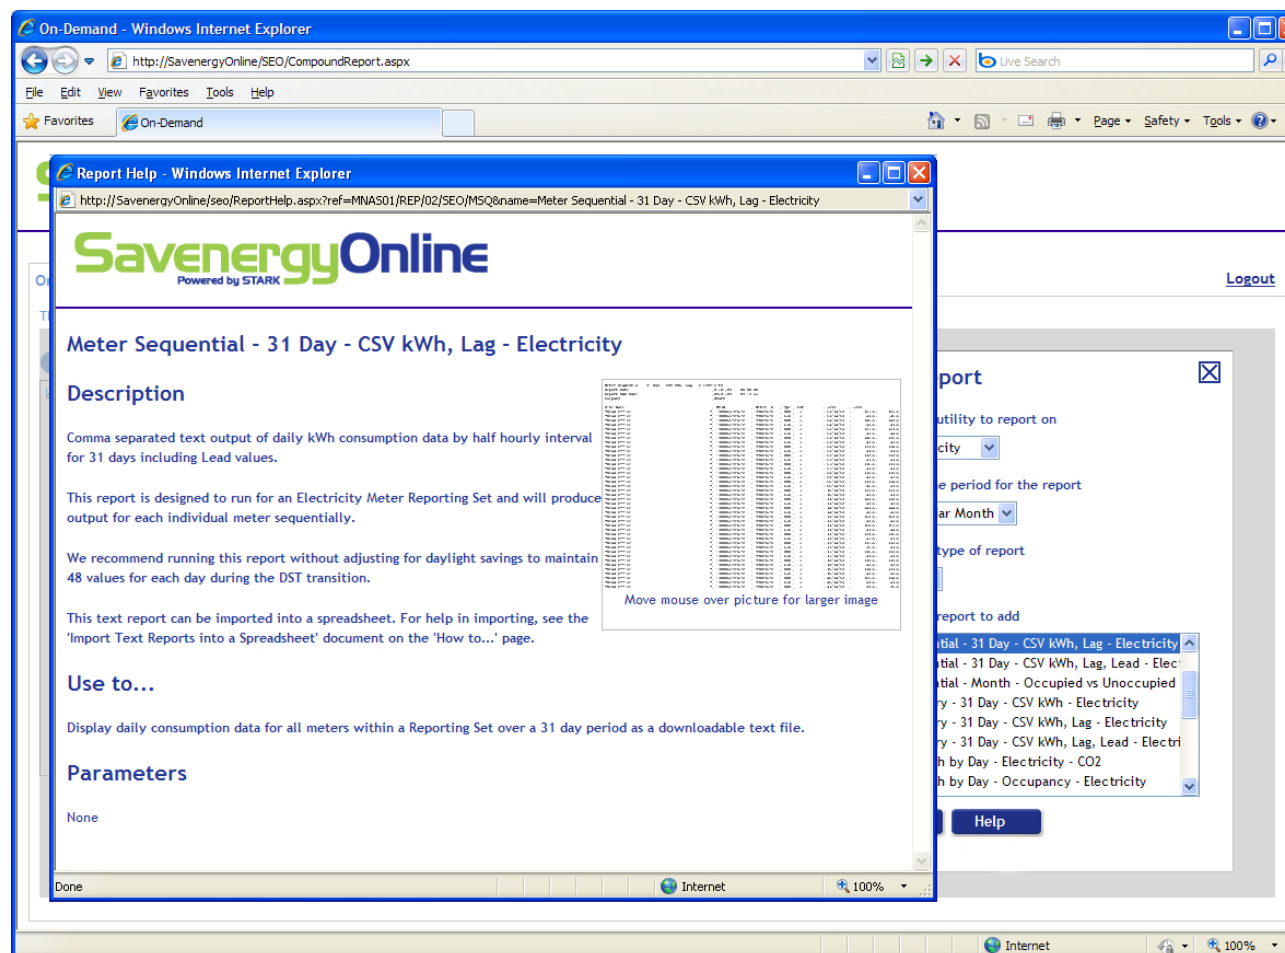 On-Demand - Windows Internet Explorer
http://SavenergyOnline/SEO/CompoundReport.aspx
Live Search
File Edit View Favorites Tools Help
Favorites
On-Demand
Page Safety Tools
Report Help - Windows Internet Explorer
http://SavenergyOnline/seo/ReportHelp.aspx?ref=MNAS01/REP/02/SEO/MSQ&name=Meter Sequential - 31 Day - CSV kWh, Lag - Electricity
SavenergyOnline
Powered by STARK
Logout
Meter Sequential - 31 Day - CSV kWh, Lag - Electricity
Description
Comma separated text output of daily kWh consumption data by half hourly interval
for 31 days including Lead values.
This report is designed to run for an Electricity Meter Reporting Set and will produce
output for each individual meter sequentially.
We recommend running this report without adjusting for daylight savings to maintain
48 values for each day during the DST transition.
This text report can be imported into a spreadsheet. For help in importing, see the
'Import Text Reports into a Spreadsheet' document on the 'How to...' page.
Move mouse over picture for larger image
Use to...
Display daily consumption data for all meters within a Reporting Set over a 31 day period as a downloadable text file.
Parameters
None
Done
Internet
100%
port
utility to report on
city
e period for the report
ar Month
type of report
report to add
tial - 31 Day - CSV kWh, Lag - Electricity
tial - 31 Day - CSV kWh, Lag, Lead - Elec
tial - Month - Occupied vs Unoccupied
ry - 31 Day - CSV kWh - Electricity
ry - 31 Day - CSV kWh, Lag - Electricity
ry - 31 Day - CSV kWh, Lag, Lead - Electri
h by Day - Electricity - CO2
h by Day - Occupancy - Electricity
Help
Internet
100%